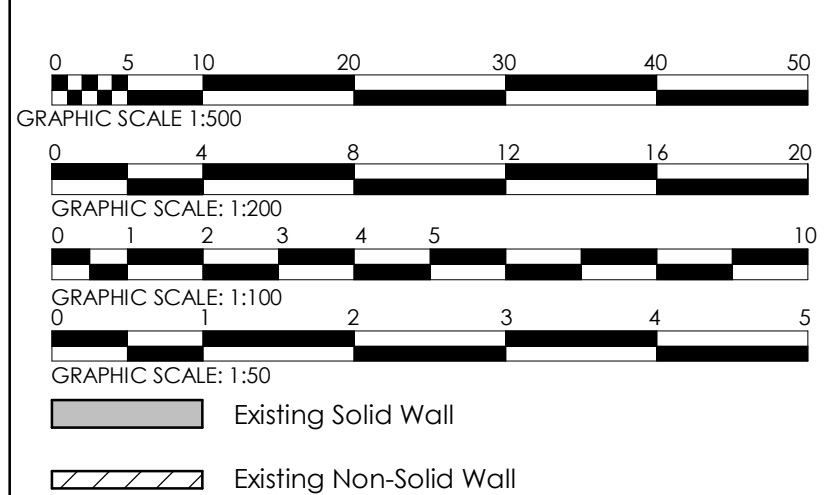 0 5 10 20 30 40 50
GRAPHIC SCALE 1:500
0 4 8 12 16 20
GRAPHIC SCALE: 1:200
0 1 2 3 4 5 10
GRAPHIC SCALE: 1:100
0 1 2 3 4 5
GRAPHIC SCALE: 1:50
Existing Solid Wall
Existing Non-Solid Wall